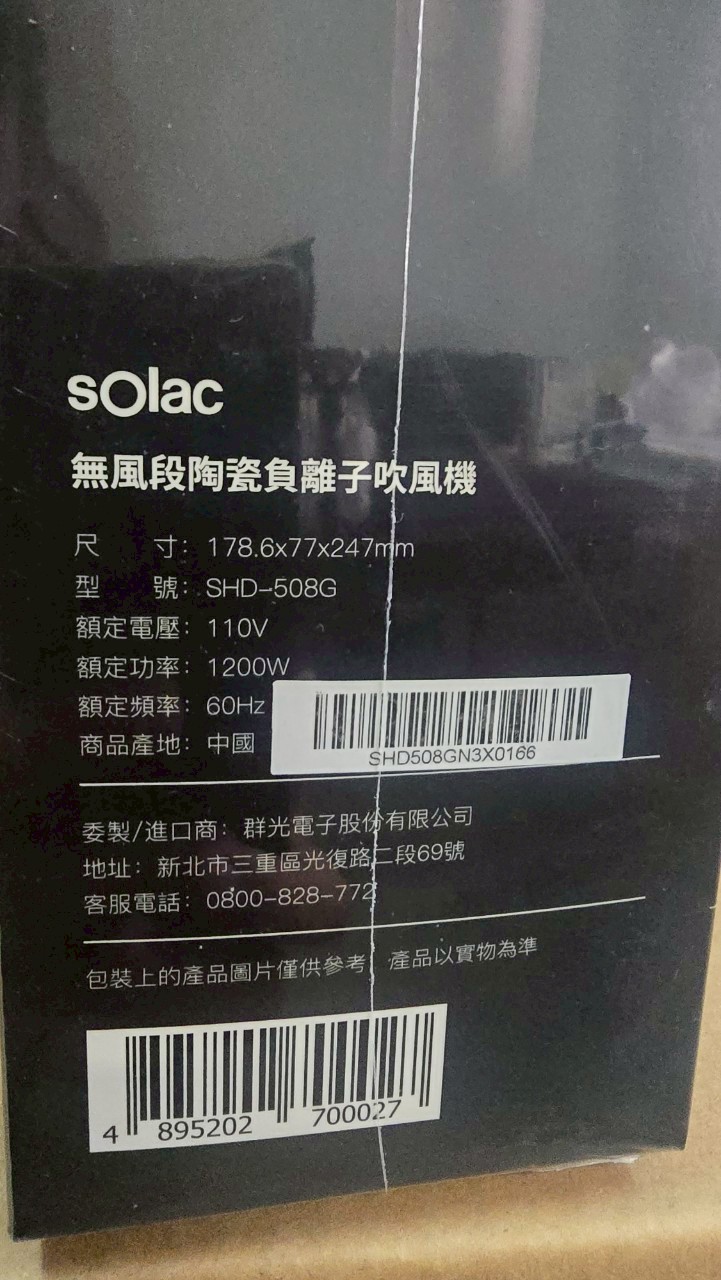 solac
無風段陶瓷負離子吹風機
尺 寸：178.6x77x247mm
型 號：SHD-508G
額定電壓：110V
額定功率：1200W
額定頻率：60Hz
商品產地：中國
SHD508GN3X0166
委製/進口商：群光電子股份有限公司
地址：新北市三重區光復路二段69號
客服電話：0800-828-772
包裝上的產品圖片僅供參考 產品以實物為準
4 895202 700027